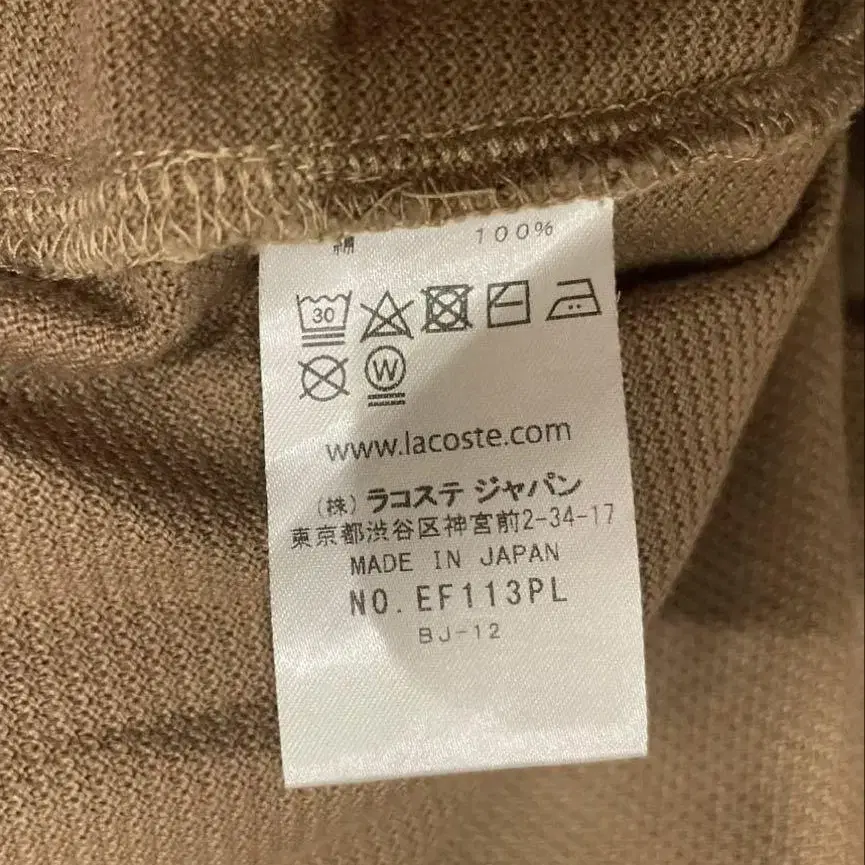 綿 100%
30
W
www.lacoste.com
(株) ラコステ ジャパン
東京都渋谷区神宮前2-34-17
MADE IN JAPAN
NO. EF113PL
BJ-12